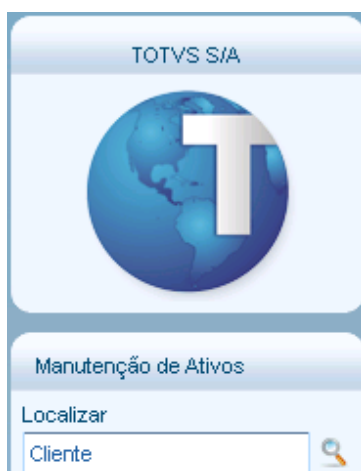 TOTVS S/A
T
Manutenção de Ativos
Localizar
Cliente